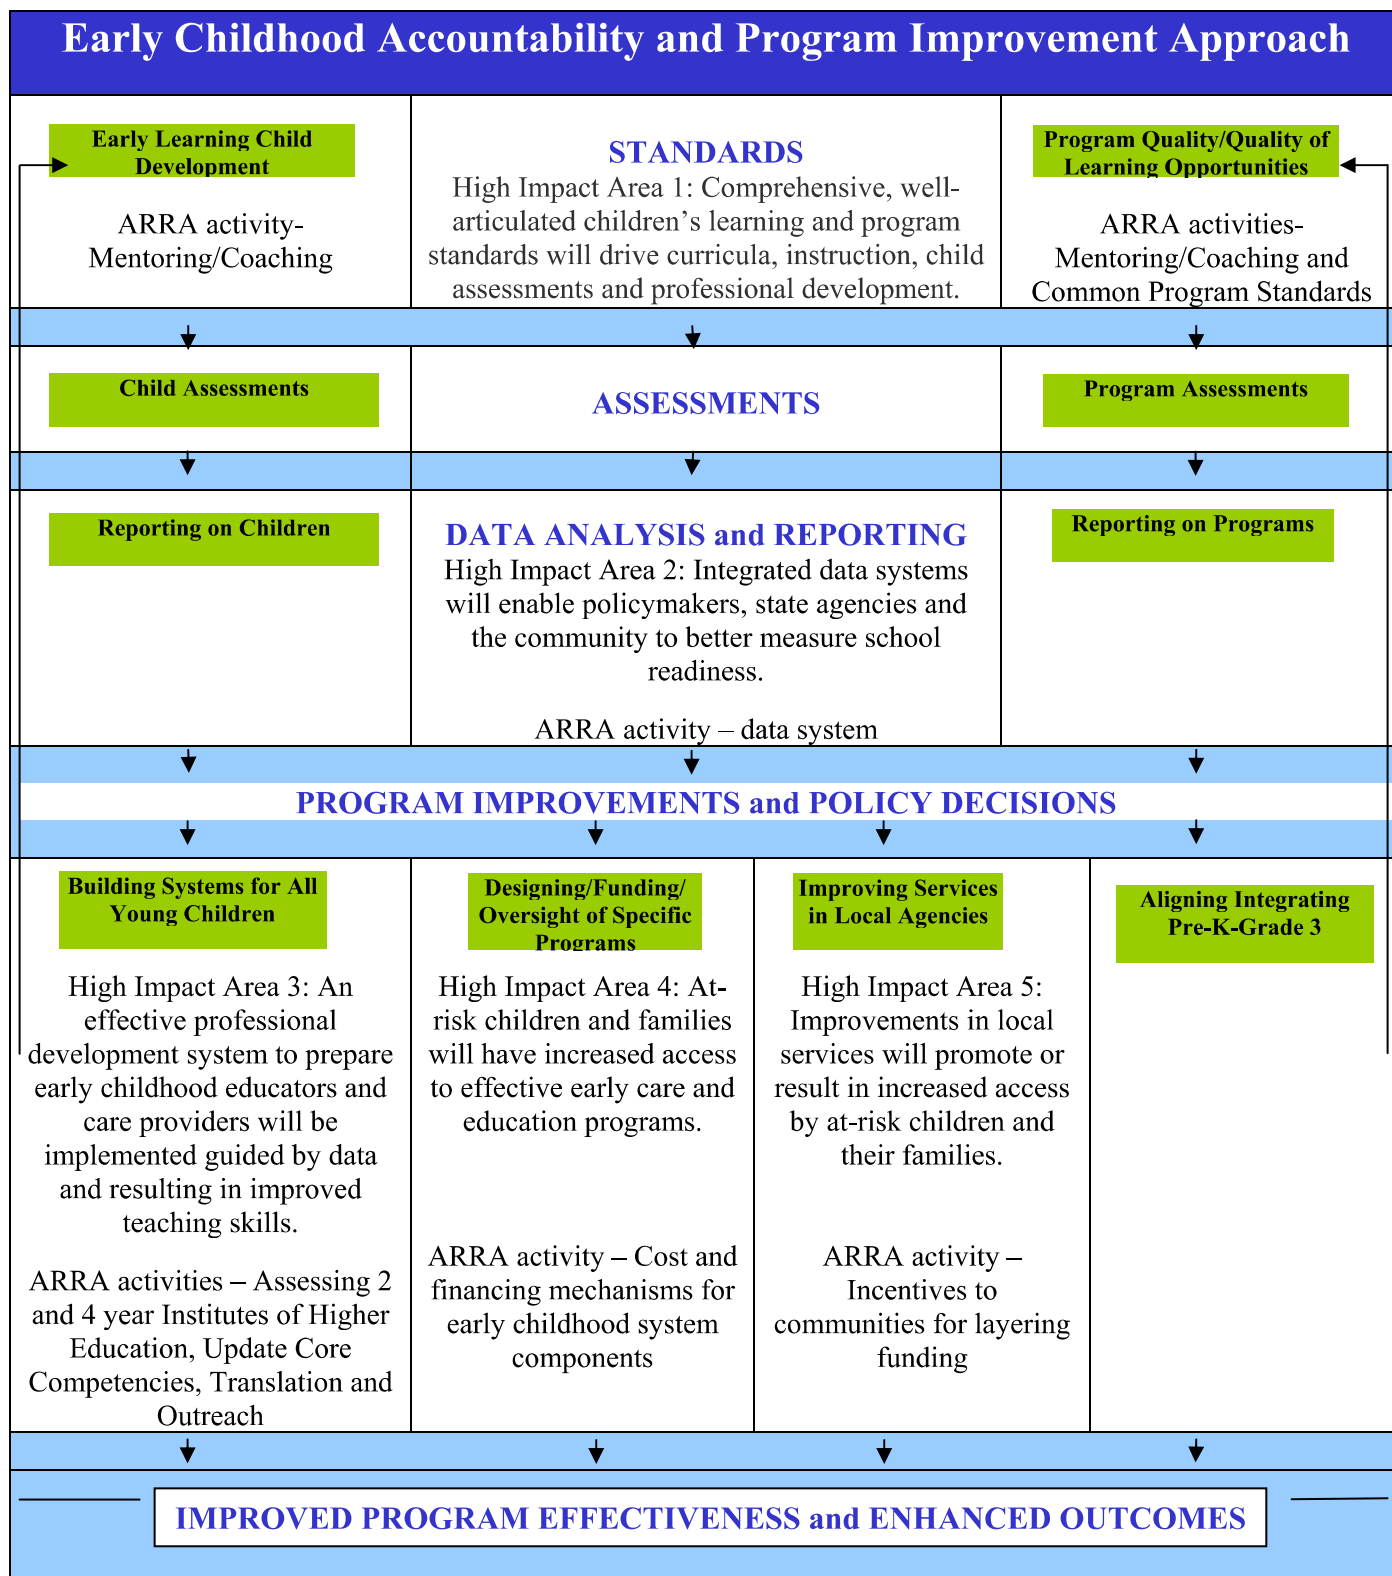 Early Childhood Accountability and Program Improvement Approach
Early Learning Child
Development
ARRA activity-
Mentoring/Coaching
STANDARDS
High Impact Area 1: Comprehensive, well-
articulated children’s learning and program
standards will drive curricula, instruction, child
assessments and professional development.
Program Quality/Quality of
Learning Opportunities
ARRA activities-
Mentoring/Coaching and
Common Program Standards
Child Assessments
ASSESSMENTS
Program Assessments
Reporting on Children
DATA ANALYSIS and REPORTING
High Impact Area 2: Integrated data systems
will enable policymakers, state agencies and
the community to better measure school
readiness.
ARRA activity – data system
Reporting on Programs
PROGRAM IMPROVEMENTS and POLICY DECISIONS
Building Systems for All
Young Children
High Impact Area 3: An
effective professional
development system to prepare
early childhood educators and
care providers will be
implemented guided by data
and resulting in improved
teaching skills.
ARRA activities – Assessing 2
and 4 year Institutes of Higher
Education, Update Core
Competencies, Translation and
Outreach
Designing/Funding/
Oversight of Specific
Programs
High Impact Area 4: At-
risk children and families
will have increased access
to effective early care and
education programs.
ARRA activity – Cost and
financing mechanisms for
early childhood system
components
Improving Services
in Local Agencies
High Impact Area 5:
Improvements in local
services will promote or
result in increased access
by at-risk children and
their families.
ARRA activity –
Incentives to
communities for layering
funding
Aligning Integrating
Pre-K-Grade 3
IMPROVED PROGRAM EFFECTIVENESS and ENHANCED OUTCOMES